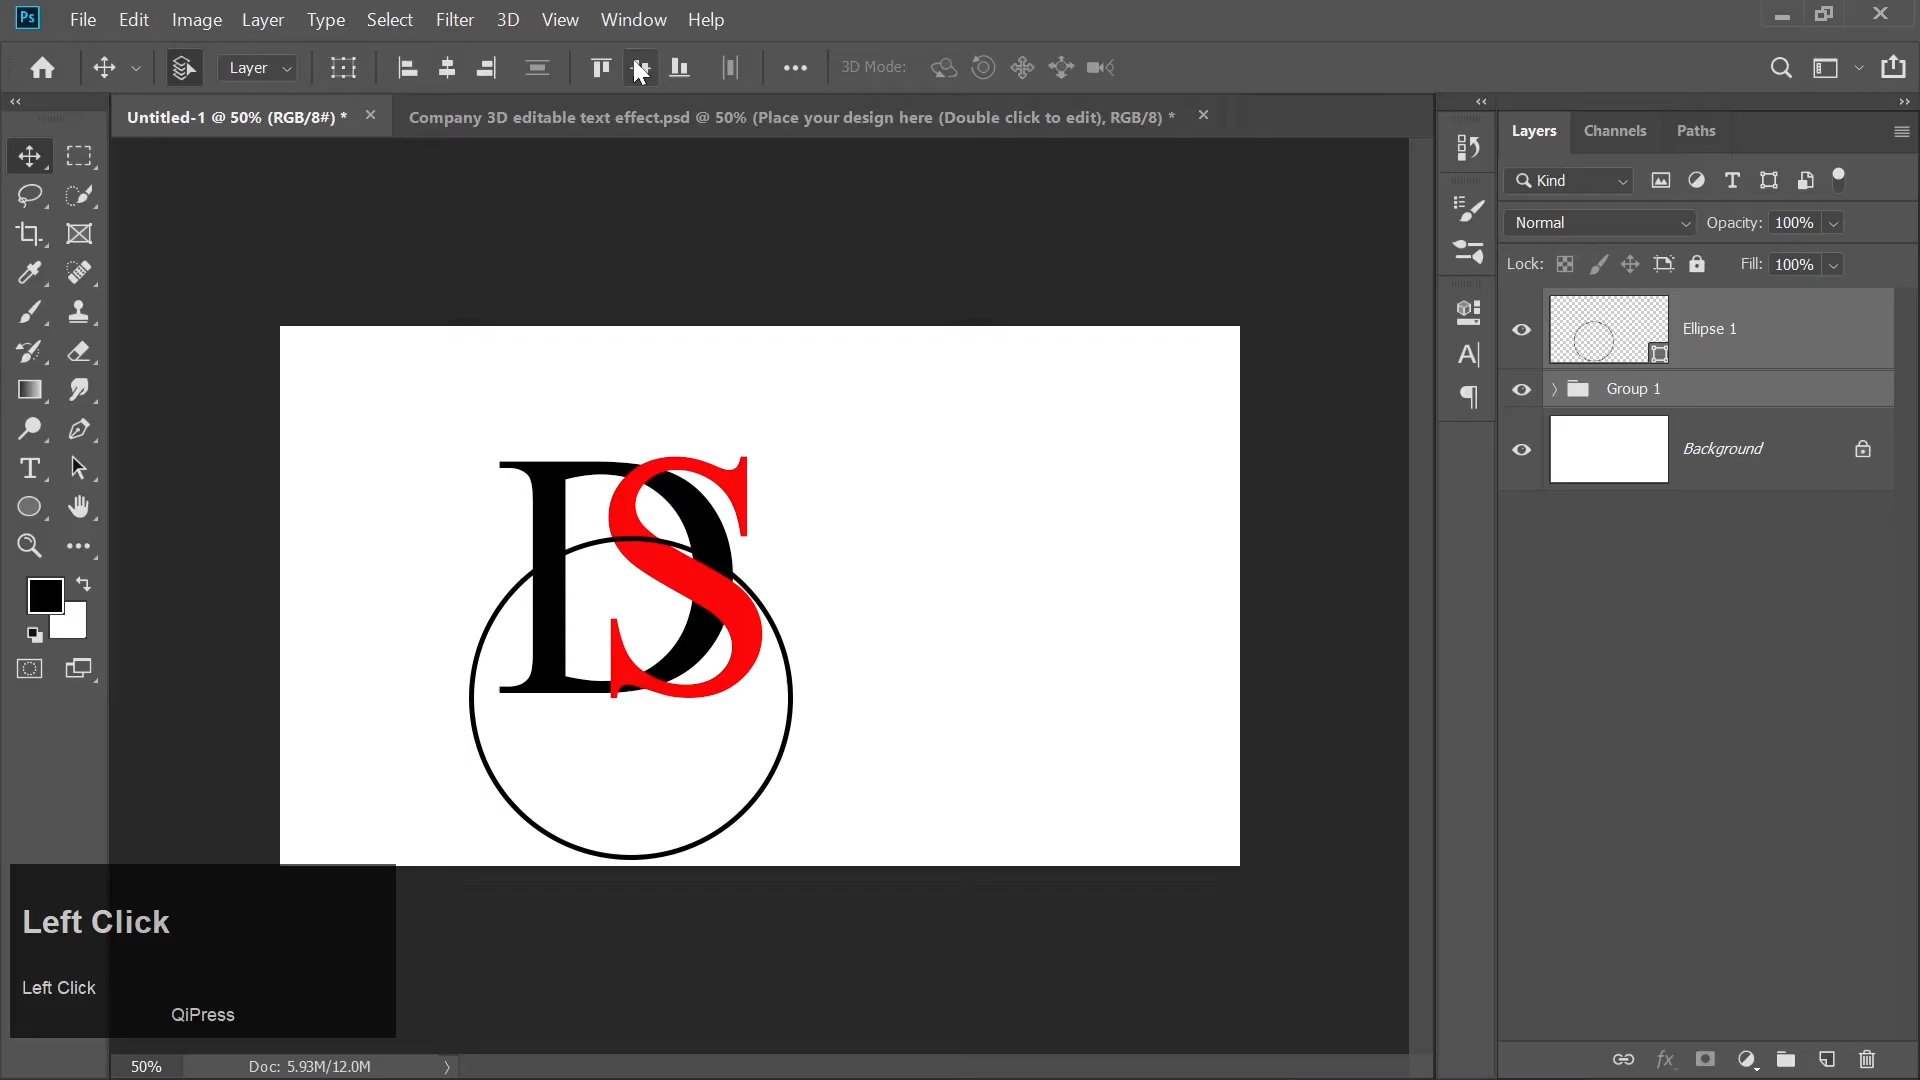 Ps File Edit Image Layer Type Select Filter 3D View Window Help
Layer 3D Mode:
Untitled-1 @ 50% (RGB/8#) * Company 3D editable text effect.psd @ 50% (Place your design here (Double click to edit), RGB/8) *
Layers Channels Paths
Kind
Normal Opacity: 100%
Lock: Fill: 100%
Ellipse 1
Group 1
Background
DS
Left Click
Left Click
QiPress
50% Doc: 5.93M/12.0M